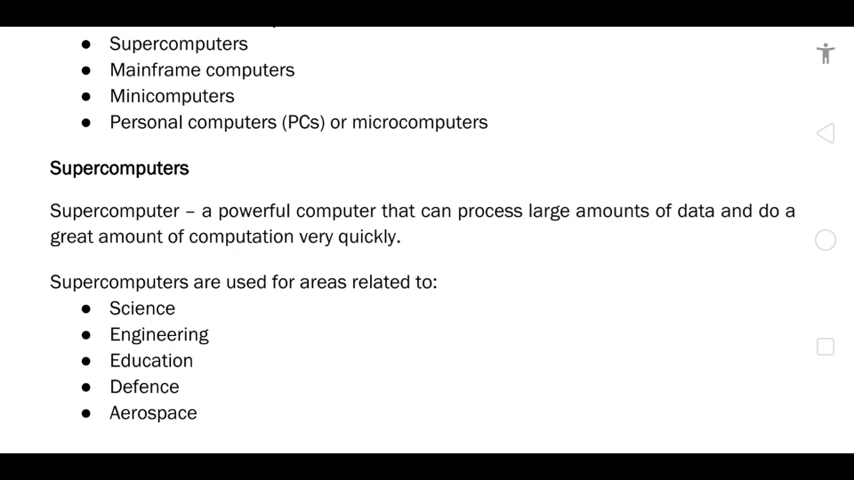 ● Supercomputers
● Mainframe computers
● Minicomputers
● Personal computers (PCs) or microcomputers
Supercomputers
Supercomputer – a powerful computer that can process large amounts of data and do a
great amount of computation very quickly.
Supercomputers are used for areas related to:
● Science
● Engineering
● Education
● Defence
● Aerospace